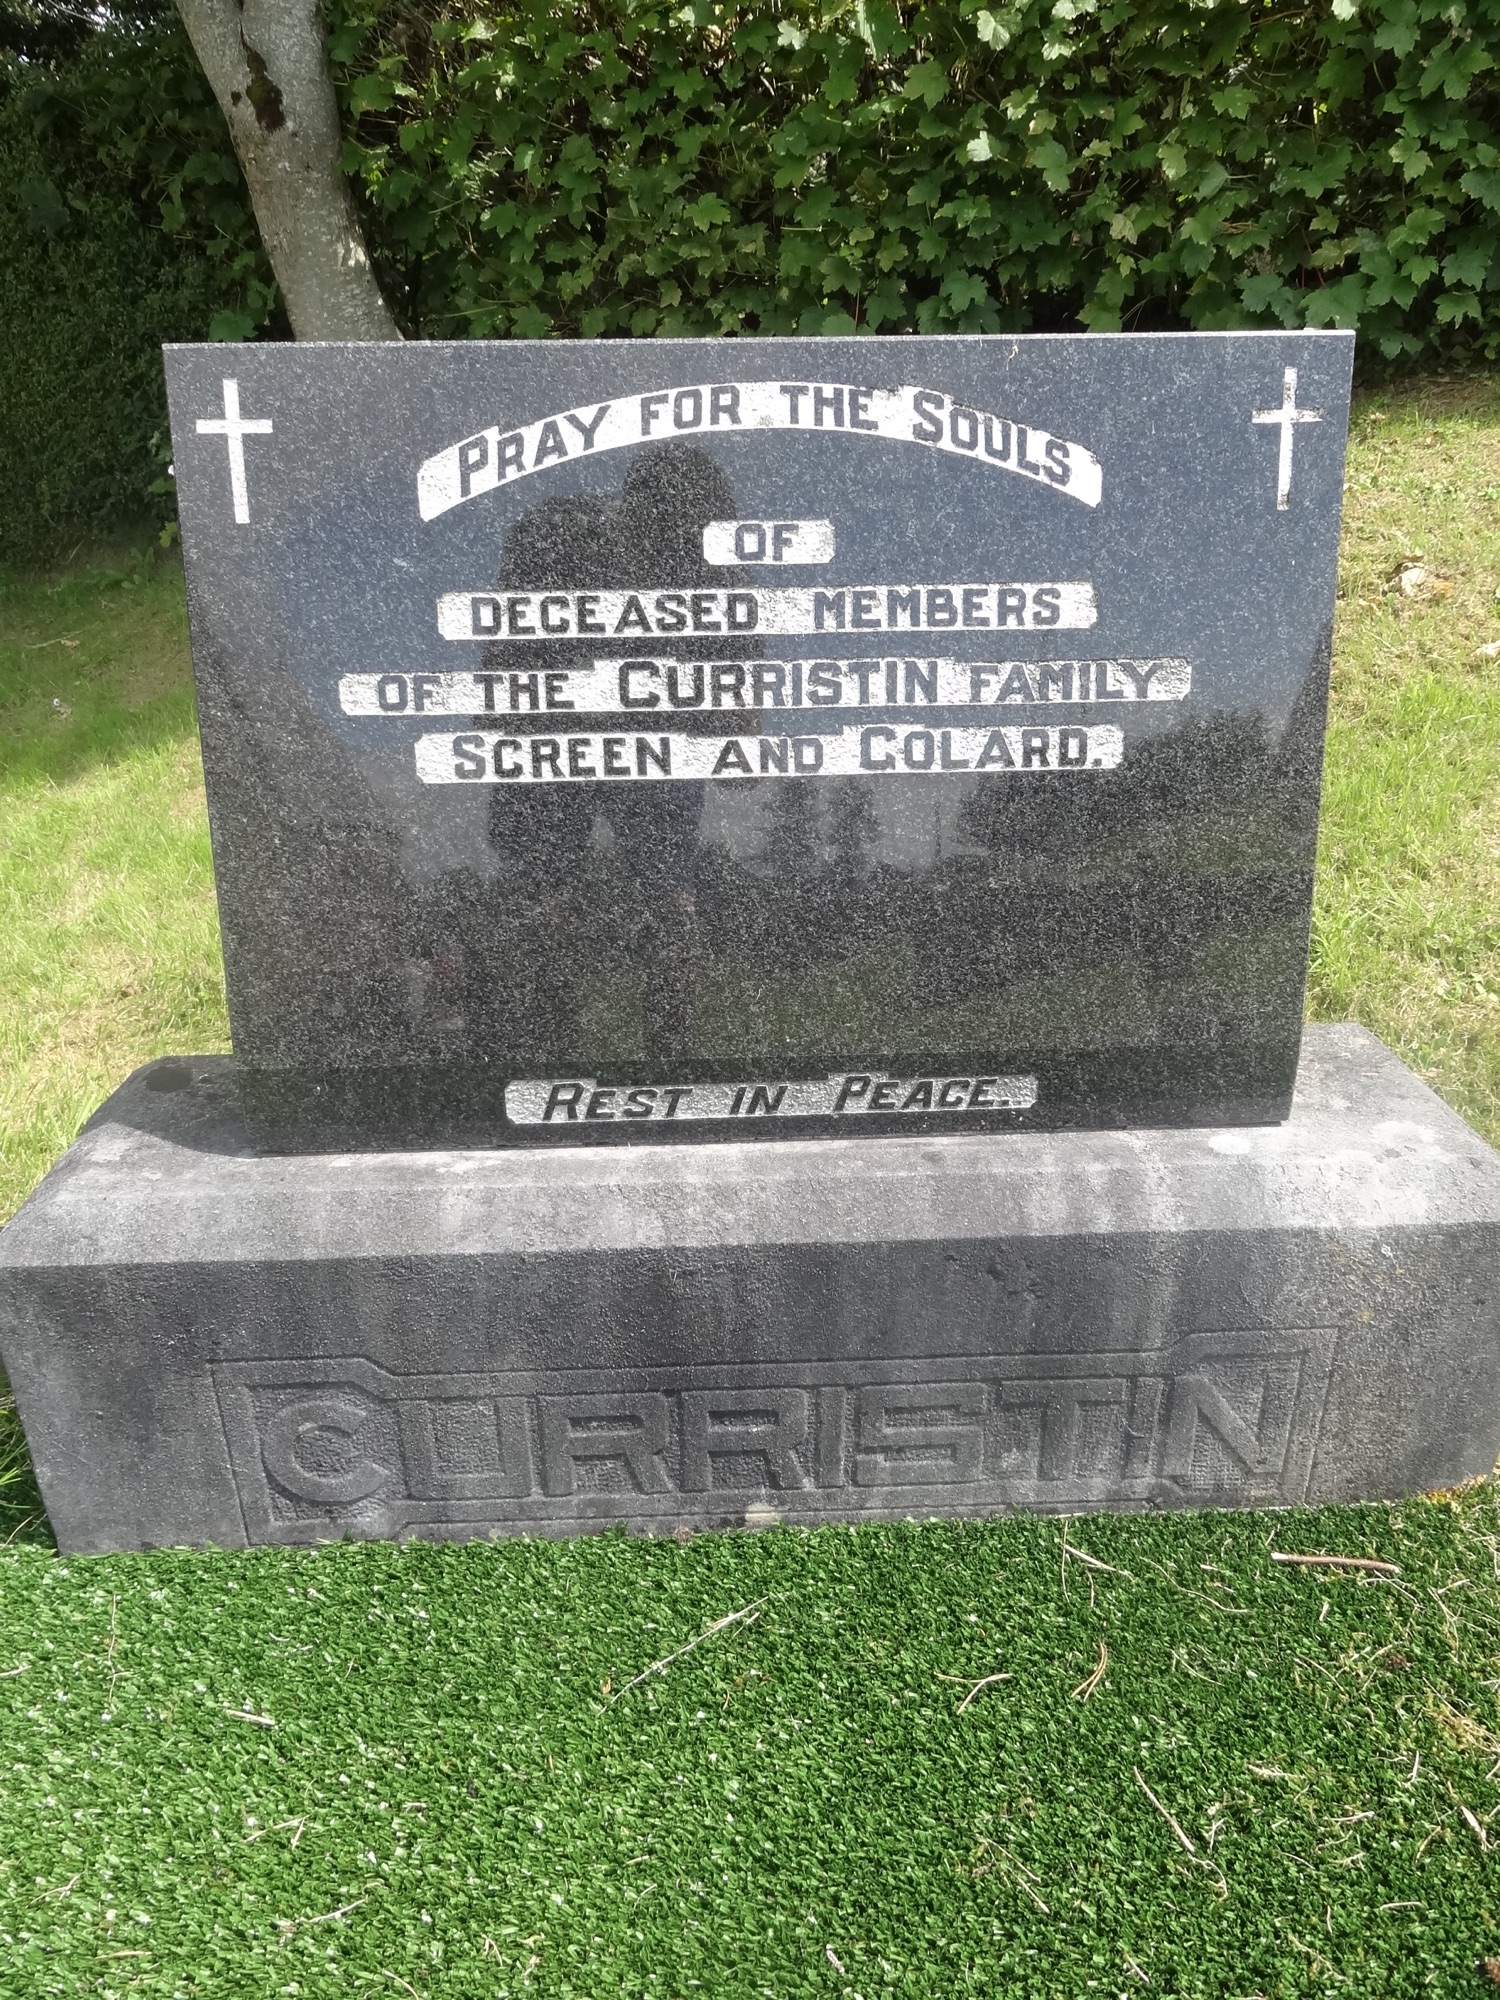 PRAY FOR THE SOULS
OF
DECEASED MEMBERS
OF THE CURRISTIN FAMILY
SCREEN AND COLARD.
REST IN PEACE.
CURRISTIN